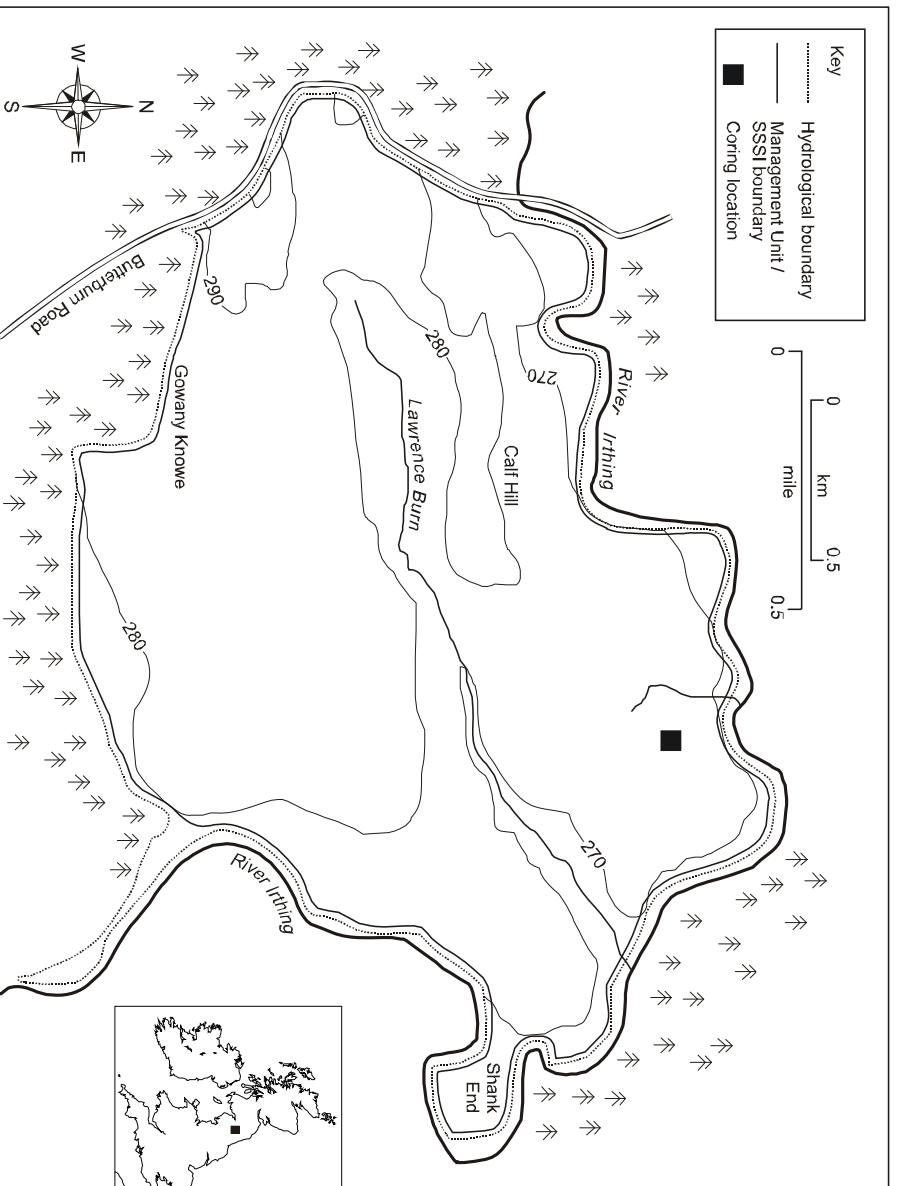 Key
Hydrological boundary
Management Unit /
SSSI boundary
Coring location
0
0.5
km
mile
0
0.5
N
E
S
W
River Irthing
270
280
290
Calf Hill
Lawrence Burn
Butterburn Road
Gowany Knowe
280
270
River Irthing
Shank
End